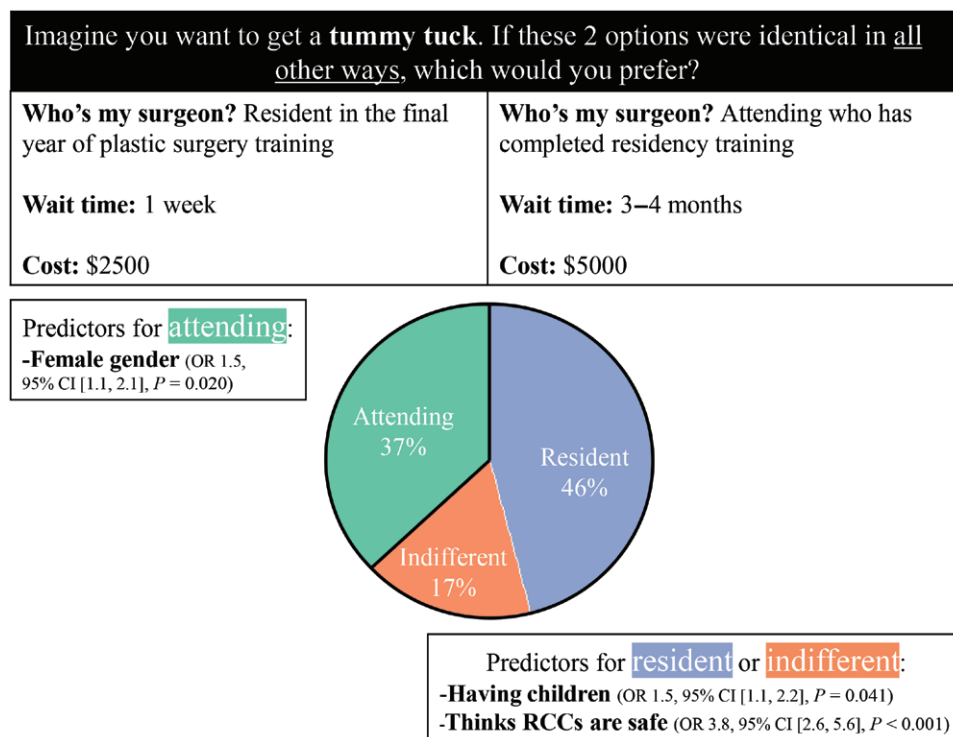 Imagine you want to get a tummy tuck. If these 2 options were identical in all
other ways, which would you prefer?
Who's my surgeon? Resident in the final
year of plastic surgery training
Wait time: 1 week
Cost: $2500
Who's my surgeon? Attending who has
completed residency training
Wait time: 3–4 months
Cost: $5000
Predictors for attending:
-Female gender (OR 1.5,
95% CI [1.1, 2.1], P = 0.020)
Attending
37%
Resident
46%
Indifferent
17%
Predictors for resident or indifferent:
-Having children (OR 1.5, 95% CI [1.1, 2.2], P = 0.041)
-Thinks RCCs are safe (OR 3.8, 95% CI [2.6, 5.6], P < 0.001)